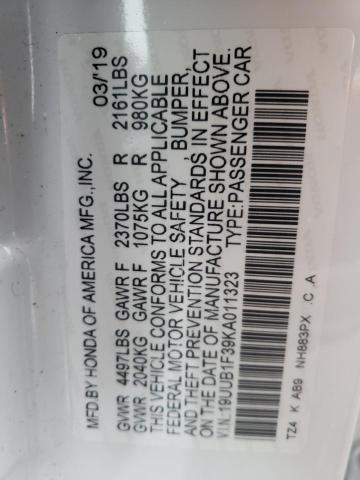 MFD.BY HONDA OF AMERICA MFG.,INC. 03/'19
GVWR 4497LBS GAWR F 2370LBS R 2161LBS
GVWR 2040KG GAWR F 1075KG R 980KG
THIS VEHICLE CONFORMS TO ALL APPLICABLE
FEDERAL MOTOR VEHICLE SAFETY, BUMPER,
AND THEFT PREVENTION STANDARDS IN EFFECT
ON THE DATE OF MANUFACTURE SHOWN ABOVE.
V.I.N.:19UUB1F39KA011323 TYPE:PASSENGER CAR
TZ4 K AB9 NH883PX .C .A